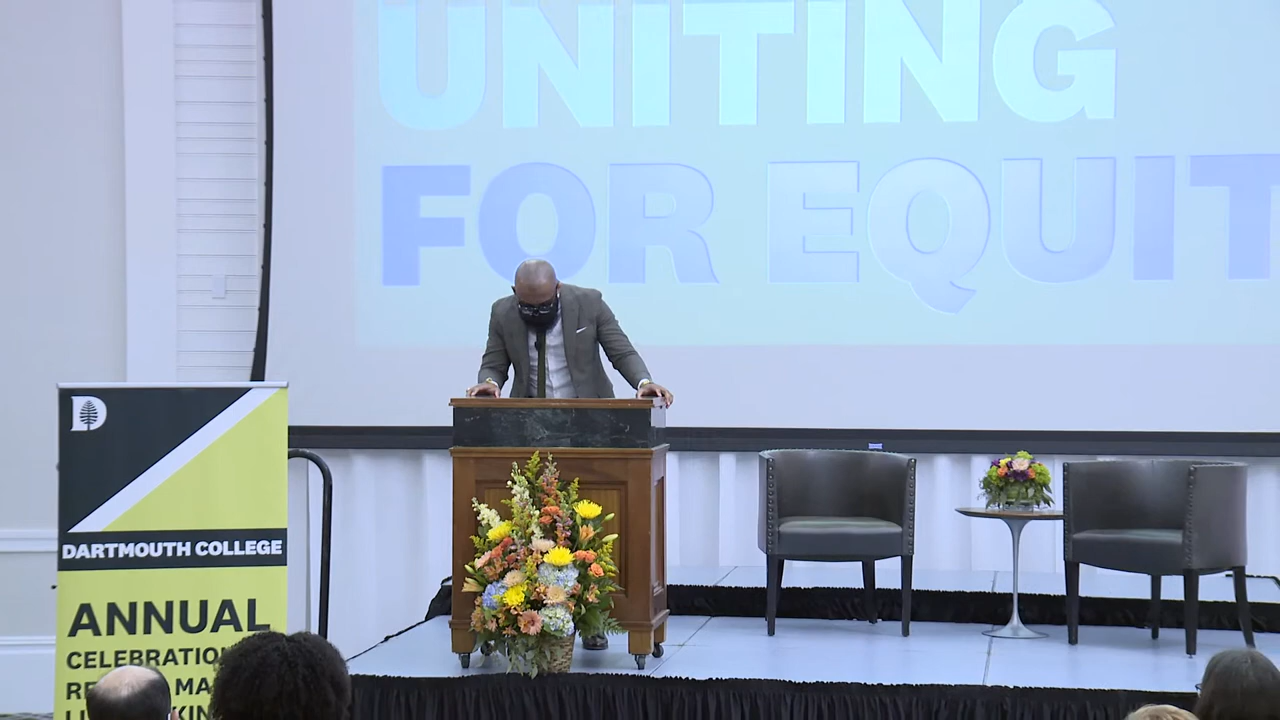 UNITING
FOR EQUIT
D
DARTMOUTH COLLEGE
ANNUAL
CELEBRATIO